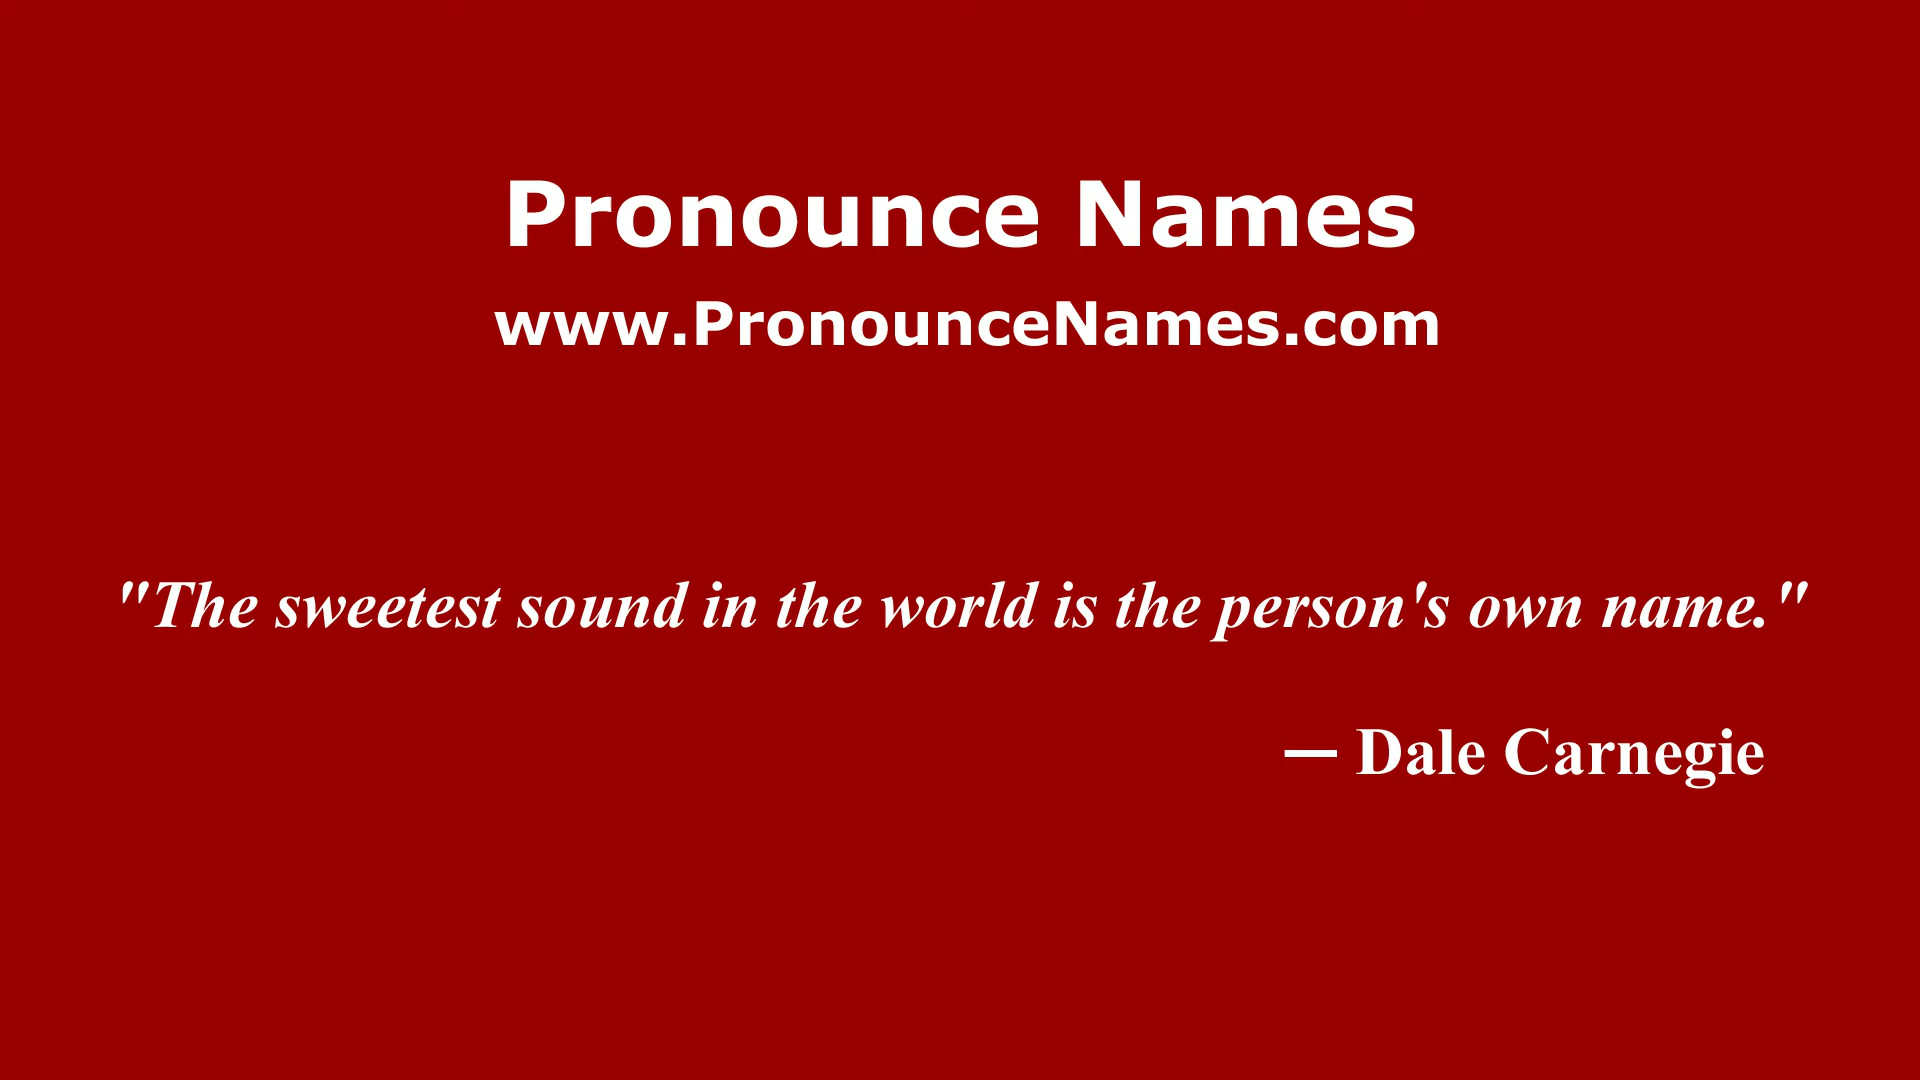 Pronounce Names
www.PronounceNames.com
"The sweetest sound in the world is the person's own name."
— Dale Carnegie